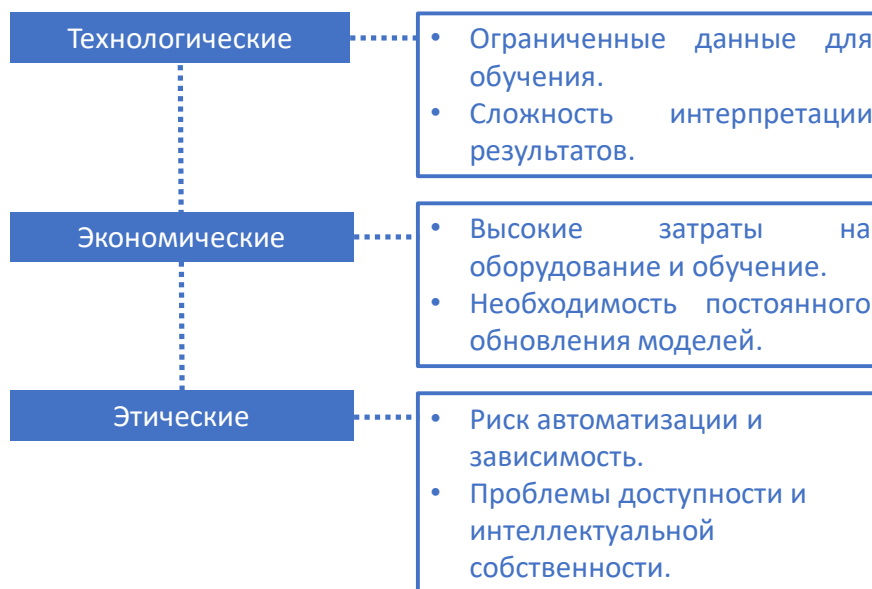 Технологические
• Ограниченные данные для
обучения.
• Сложность интерпретации
результатов.
Экономические
• Высокие затраты на
оборудование и обучение.
• Необходимость постоянного
обновления моделей.
Этические
• Риск автоматизации и
зависимость.
• Проблемы доступности и
интеллектуальной
собственности.